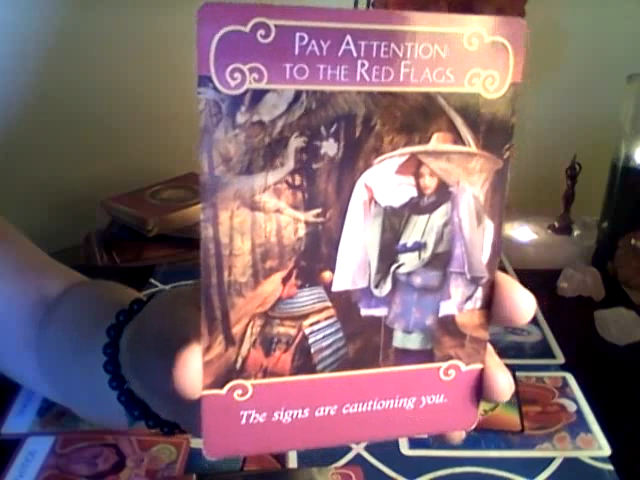 PAY ATTENTION
TO THE RED FLAGS
The signs are cautioning you.